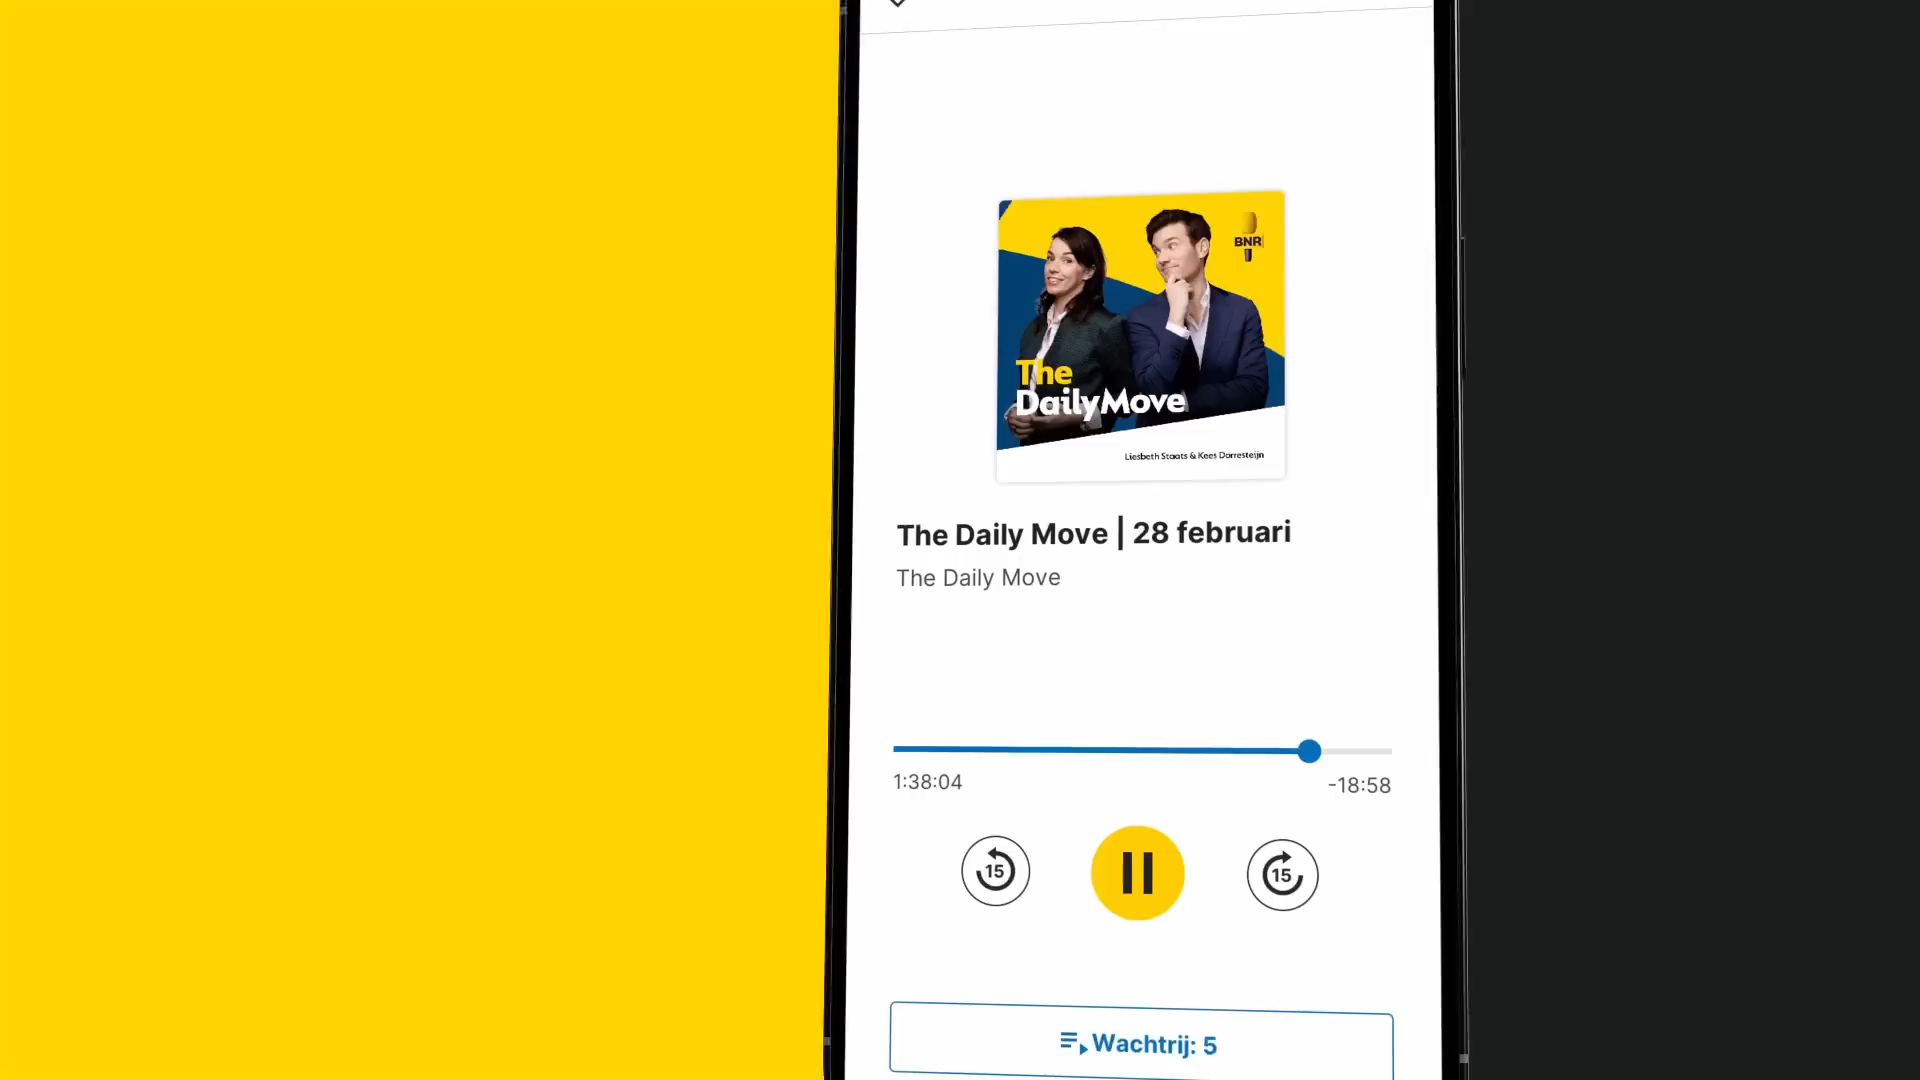 BNR
The
DailyMove
Liesbeth Staats & Kees Dorresteijn
The Daily Move | 28 februari
The Daily Move
1:38:04
-18:58
15
15
Wachtrij: 5